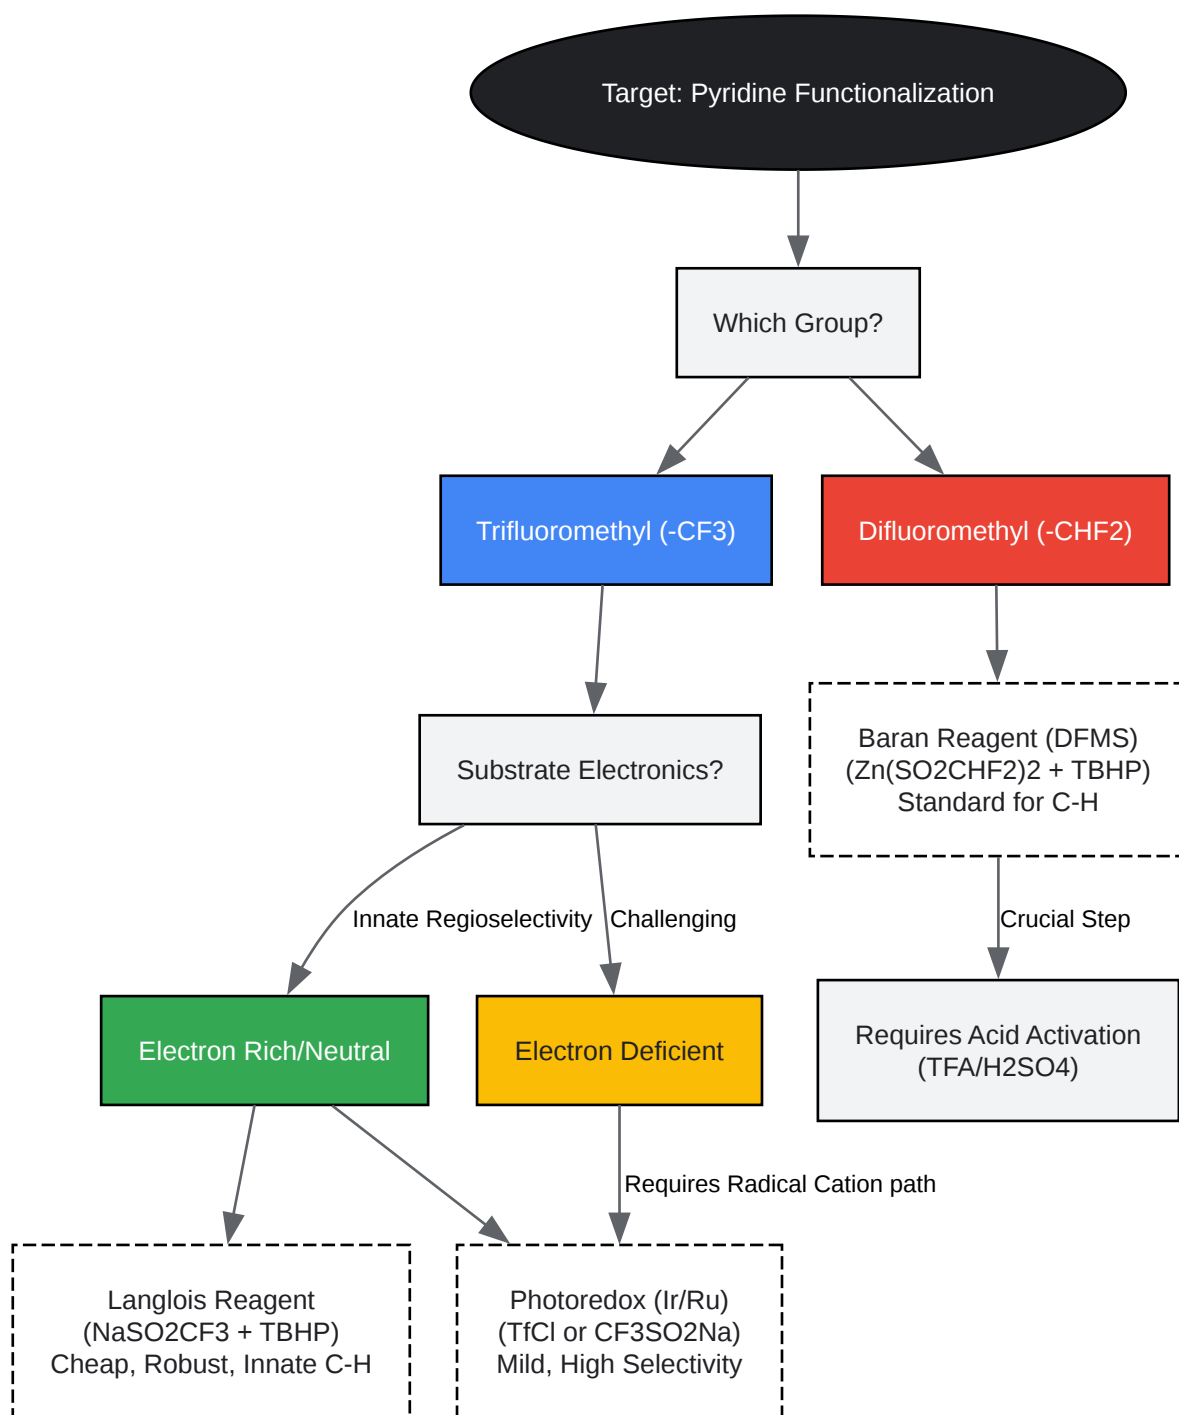 Target: Pyridine Functionalization
Which Group?
Trifluoromethyl (-CF3)
Difluoromethyl (-CHF2)
Substrate Electronics?
Baran Reagent (DFMS)
(Zn(SO2CHF2)2 + TBHP)
Standard for C-H
Innate Regioselectivity
Challenging
Crucial Step
Electron Rich/Neutral
Electron Deficient
Requires Acid Activation
(TFA/H2SO4)
Requires Radical Cation path
Langlois Reagent
(NaSO2CF3 + TBHP)
Cheap, Robust, Innate C-H
Photoredox (Ir/Ru)
(TfCl or CF3SO2Na)
Mild, High Selectivity